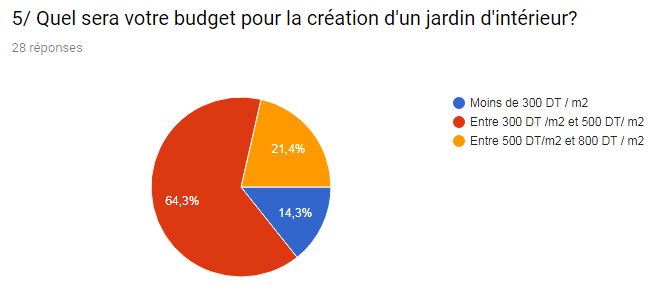 5/ Quel sera votre budget pour la création d'un jardin d'intérieur?
28 réponses
Moins de 300 DT / m2
Entre 300 DT /m2 et 500 DT/ m2
Entre 500 DT/m2 et 800 DT / m2
21,4%
64,3%
14,3%